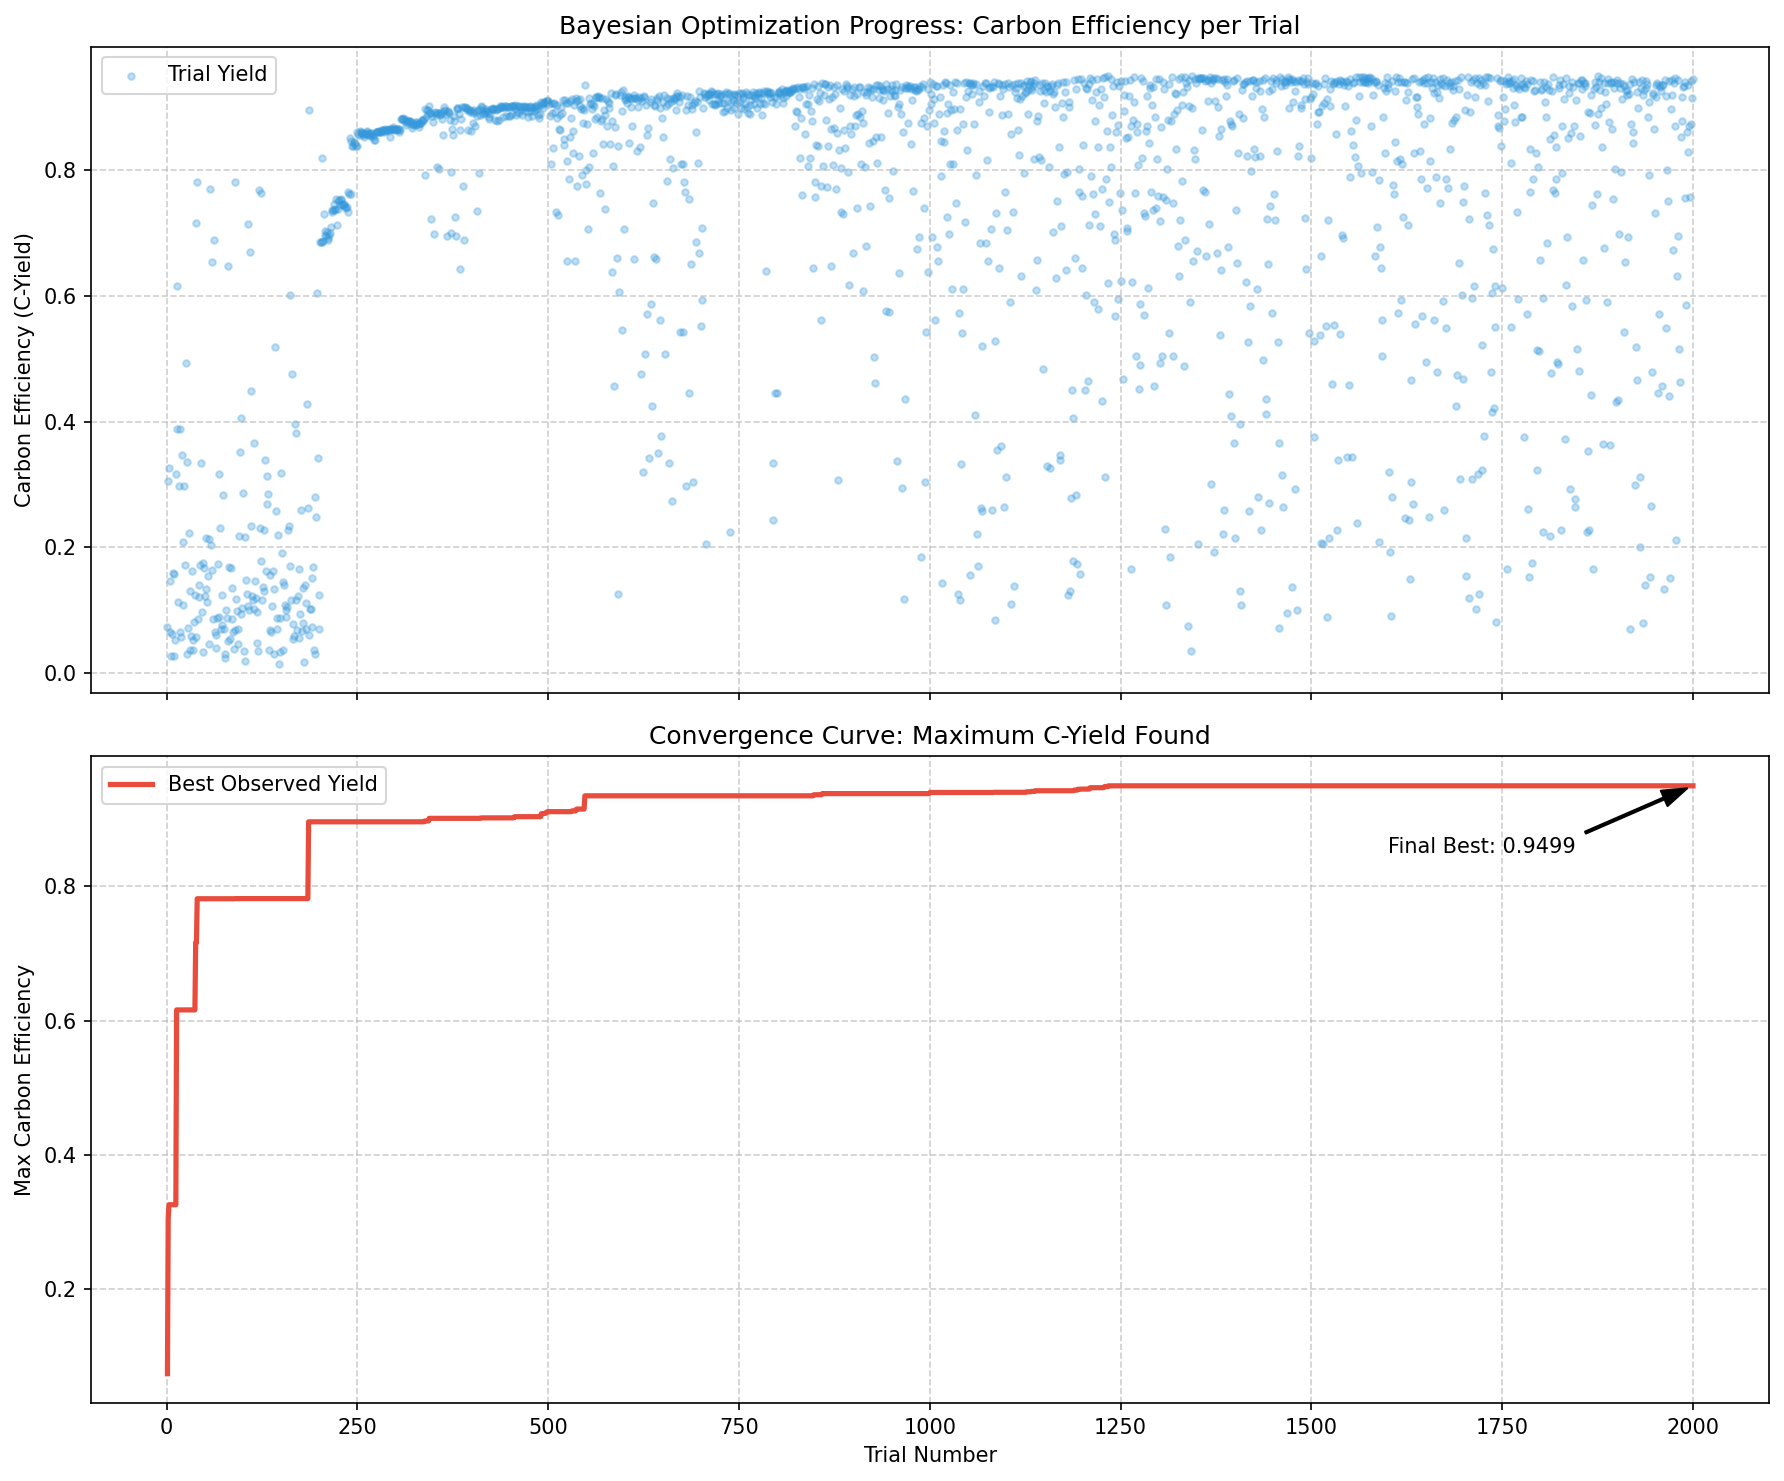 Bayesian Optimization Progress: Carbon Efficiency per Trial
Trial Yield
Carbon Efficiency (C-Yield)
0.8
0.6
0.4
0.2
0.0
Convergence Curve: Maximum C-Yield Found
Best Observed Yield
Final Best: 0.9499
Max Carbon Efficiency
0.8
0.6
0.4
0.2
0 250 500 750 1000 1250 1500 1750 2000
Trial Number